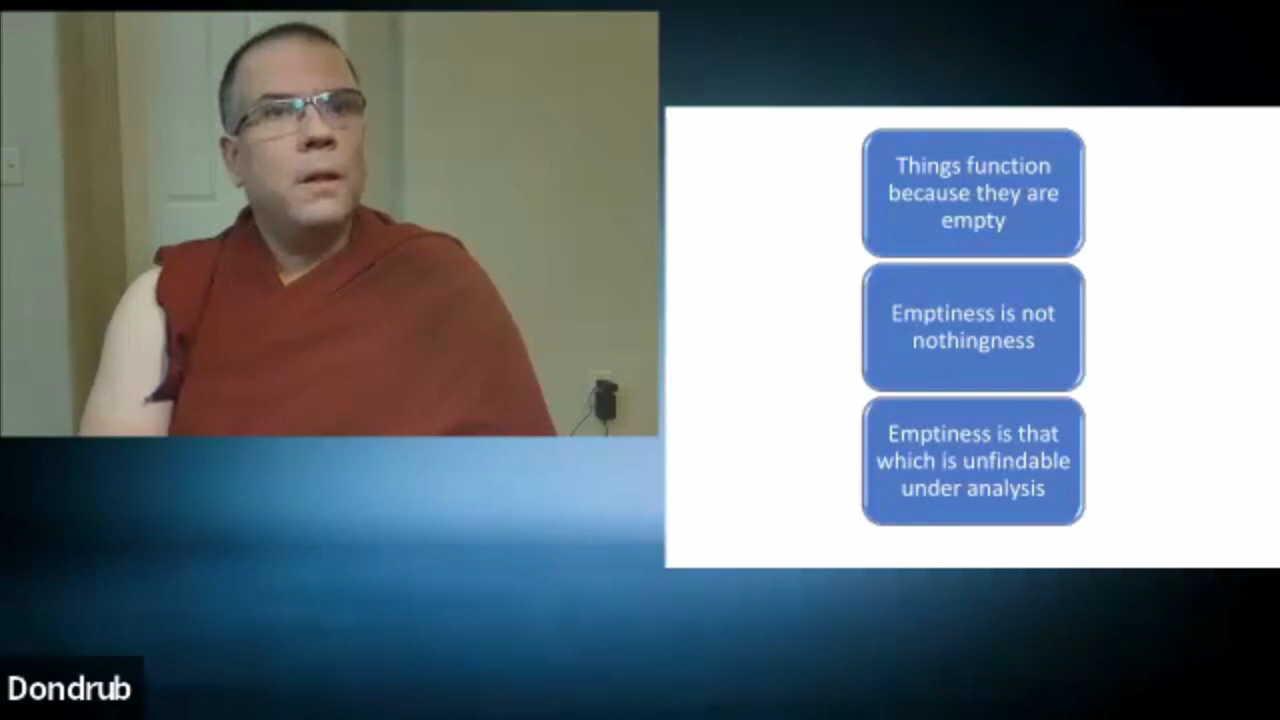 Things function
because they are
empty
Emptiness is not
nothingness
Emptiness is that
which is unfindable
under analysis
Dondrub